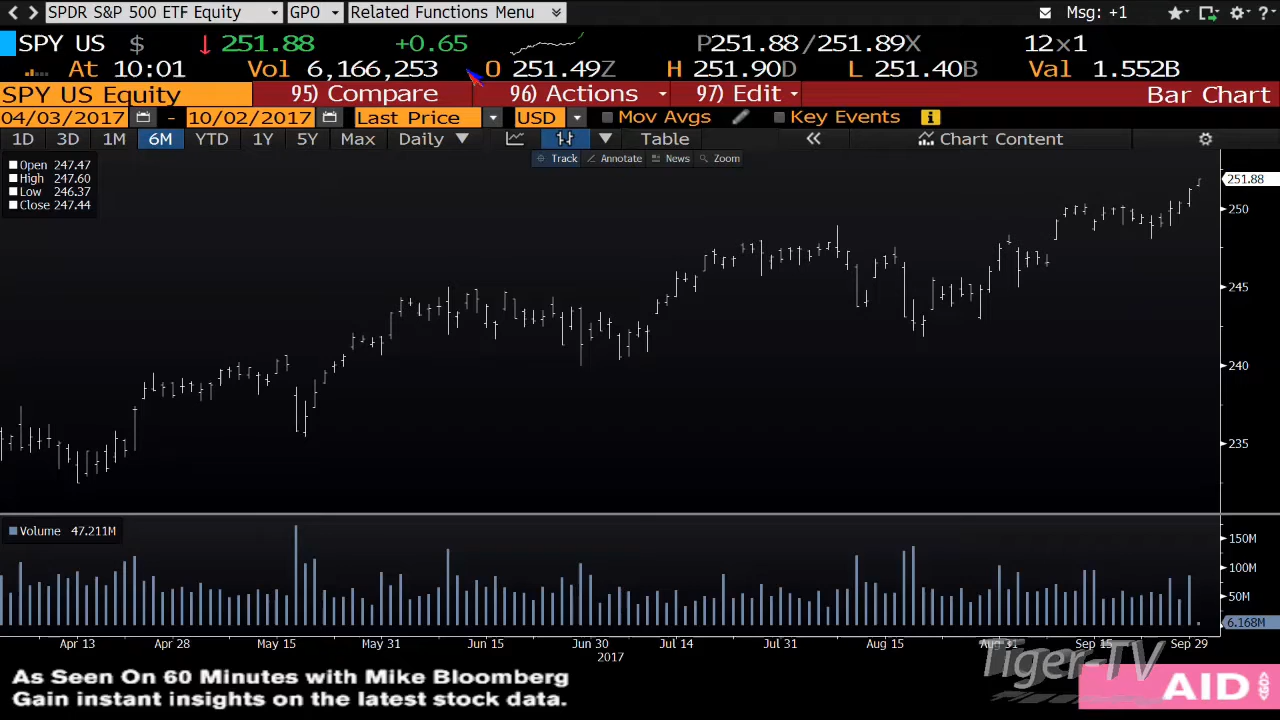 SPDR S&P 500 ETF Equity GPO Related Functions Menu Msg: +1
SPY US $ ↓ 251.88 +0.65 P251.88/251.89X 12x1
At 10:01 Vol 6,166,253 O 251.49Z H 251.90D L 251.40B Val 1.552B
SPY US Equity 95) Compare 96) Actions 97) Edit Bar Chart
04/03/2017 - 10/02/2017 Last Price USD Mov Avgs Key Events
1D 3D 1M 6M YTD 1Y 5Y Max Daily Table « Chart Content
Track Annotate News Zoom
Open 247.47
High 247.60
Low 246.37
Close 247.44
251.88
250
245
240
235
Volume 47.211M
150M
100M
50M
6.168M
Apr 13 Apr 28 May 15 May 31 Jun 15 Jun 30 Jul 14 Jul 31 Aug 15 Aug 31 Sep 15 Sep 29
2017
Tiger-TV
As Seen On 60 Minutes with Mike Bloomberg
Gain instant insights on the latest stock data.
AID